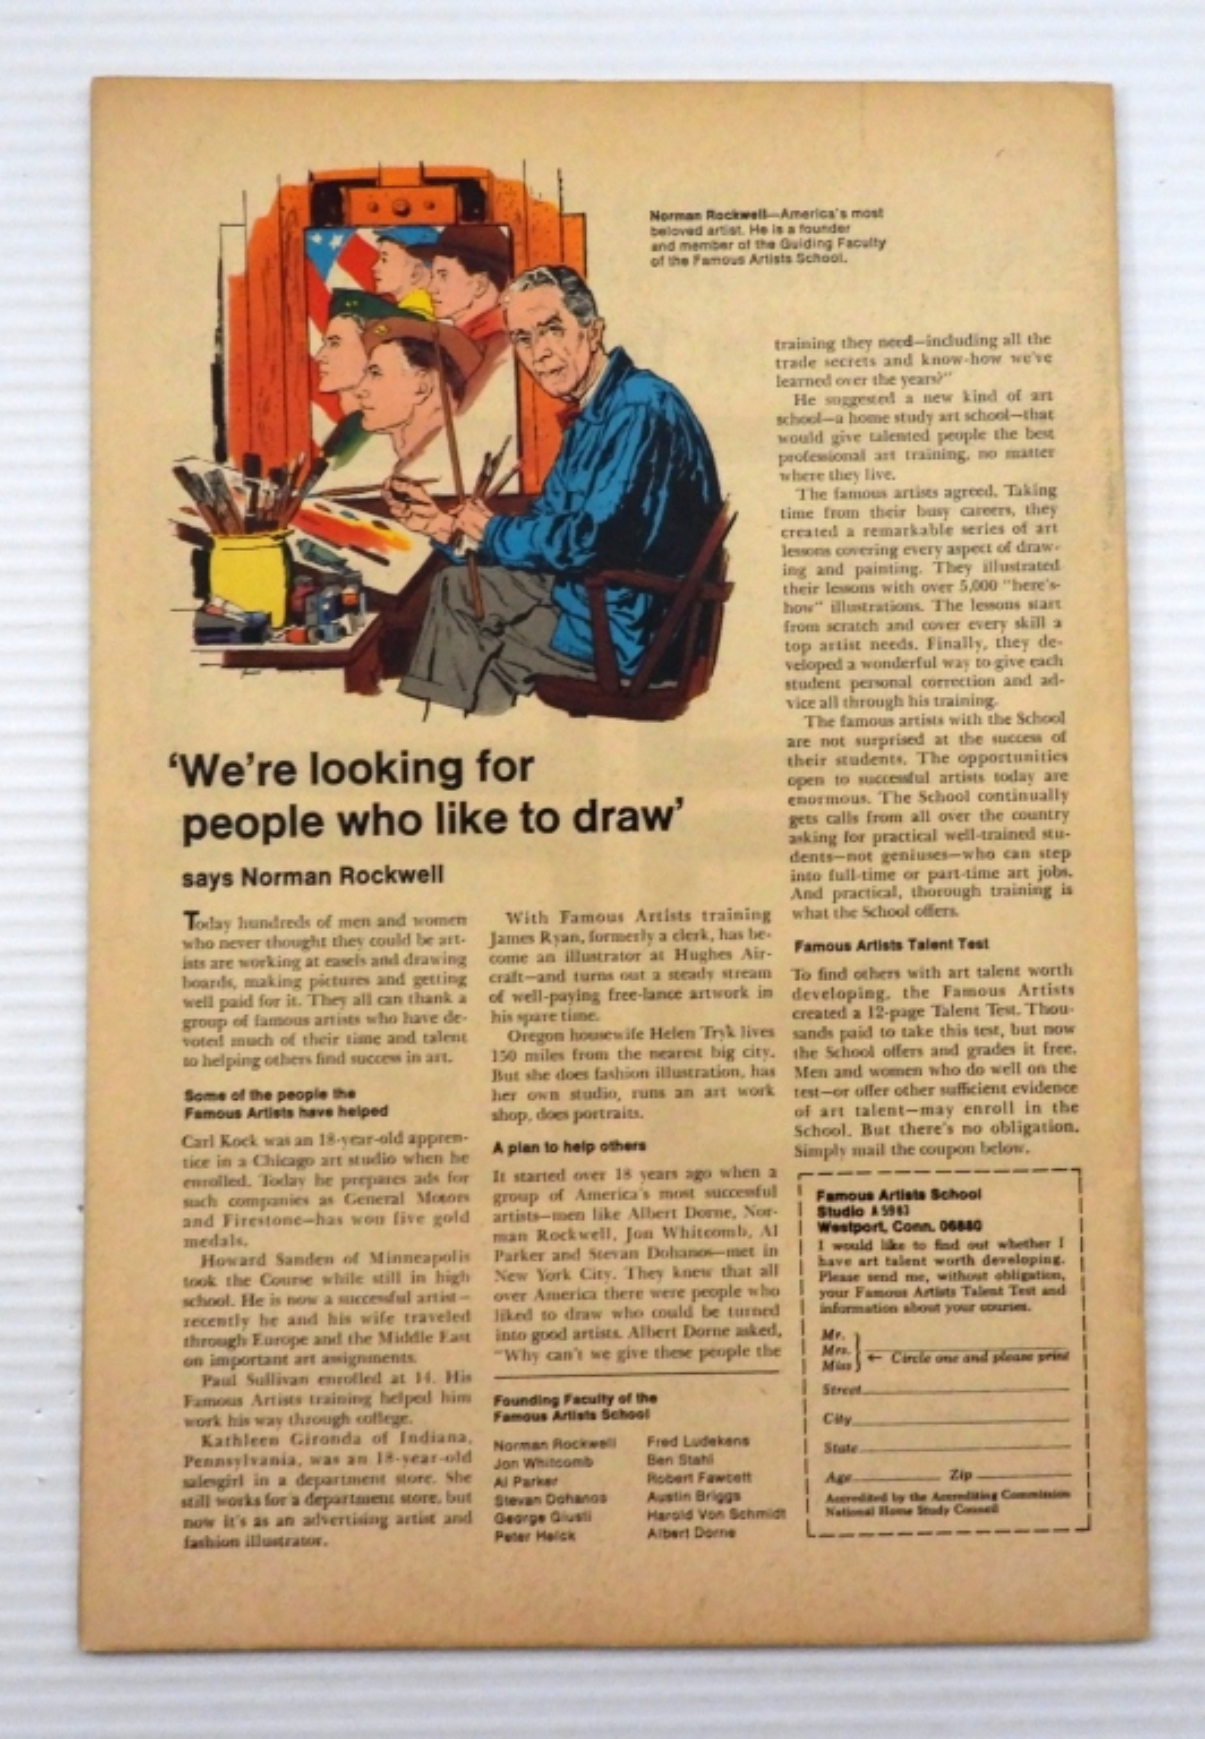 Norman Rockwell—America's most
beloved artist. He is a founder
and member of the Guiding Faculty
of the Famous Artists School.
'We're looking for
people who like to draw'
says Norman Rockwell
Today hundreds of men and women
who never thought they could be art-
ists are working at easels and drawing
boards, making pictures and getting
well paid for it. They all can thank a
group of famous artists who have de-
voted much of their time and talent
to helping others find success in art.
Some of the people the
Famous Artists have helped
Carl Kock was an 18-year-old appren-
tice in a Chicago art studio when he
enrolled. Today he prepares ads for
such companies as General Motors
and Firestone—has won five gold
medals.
Howard Sanden of Minneapolis
took the Course while still in high
school. He is now a successful artist—
recently he and his wife traveled
through Europe and the Middle East
on important art assignments.
Paul Sullivan enrolled at 14. His
Famous Artists training helped him
work his way through college.
Kathleen Gironda of Indiana,
Pennsylvania, was an 18-year-old
salesgirl in a department store. She
still works for a department store, but
now it's as an advertising artist and
fashion illustrator.
With Famous Artists training
James Ryan, formerly a clerk, has be-
come an illustrator at Hughes Air-
craft—and turns out a steady stream
of well-paying free-lance artwork in
his spare time.
Oregon housewife Helen Tryk lives
150 miles from the nearest big city.
But she does fashion illustration, has
her own studio, runs an art work
shop, does portraits.
A plan to help others
It started over 18 years ago when a
group of America's most successful
artists—men like Albert Dorne, Nor-
man Rockwell, Jon Whitcomb, Al
Parker and Stevan Dohanos—met in
New York City. They knew that all
over America there were people who
liked to draw who could be turned
into good artists. Albert Dorne asked,
"Why can't we give these people the
Founding Faculty of the
Famous Artists School
Norman Rockwell
Jon Whitcomb
Al Parker
Stevan Dohanos
George Giusti
Peter Helck
Fred Ludekens
Ben Stahl
Robert Fawcett
Austin Briggs
Harold Von Schmidt
Albert Dorne
training they need—including all the
trade secrets and know-how we've
learned over the years?"
He suggested a new kind of art
school—a home study art school—that
would give talented people the best
professional art training, no matter
where they live.
The famous artists agreed. Taking
time from their busy careers, they
created a remarkable series of art
lessons covering every aspect of draw-
ing and painting. They illustrated
their lessons with over 5,000 "here's-
how" illustrations. The lessons start
from scratch and cover every skill a
top artist needs. Finally, they de-
veloped a wonderful way to give each
student personal correction and ad-
vice all through his training.
The famous artists with the School
are not surprised at the success of
their students. The opportunities
open to successful artists today are
enormous. The School continually
gets calls from all over the country
asking for practical well-trained stu-
dents—not geniuses—who can step
into full-time or part-time art jobs.
And practical, thorough training is
what the School offers.
Famous Artists Talent Test
To find others with art talent worth
developing, the Famous Artists
created a 12-page Talent Test. Thou-
sands paid to take this test, but now
the School offers and grades it free.
Men and women who do well on the
test—or offer other sufficient evidence
of art talent—may enroll in the
School. But there's no obligation.
Simply mail the coupon below.
Famous Artists School
Studio A 5983
Westport, Conn. 06880
I would like to find out whether I
have art talent worth developing.
Please send me, without obligation,
your Famous Artists Talent Test and
information about your courses.
Mr.
Mrs.
Miss
← Circle one and please print
Street
City
State
Age Zip
Accredited by the Accrediting Commission
National Home Study Council